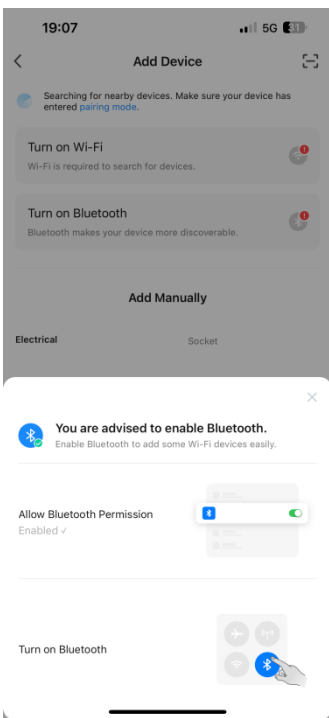 19:07
5G 31
Add Device
Searching for nearby devices. Make sure your device has
entered pairing mode.
Turn on Wi-Fi
Wi-Fi is required to search for devices.
Turn on Bluetooth
Bluetooth makes your device more discoverable.
Add Manually
Electrical
Socket
You are advised to enable Bluetooth.
Enable Bluetooth to add some Wi-Fi devices easily.
Allow Bluetooth Permission
Enabled ✓
Turn on Bluetooth